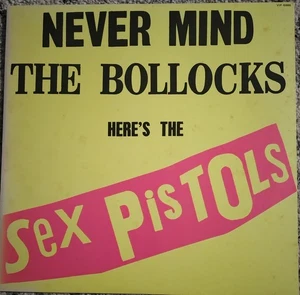 NEVER MIND
THE BOLLOCKS
HERE'S THE
Sex PisTOLs